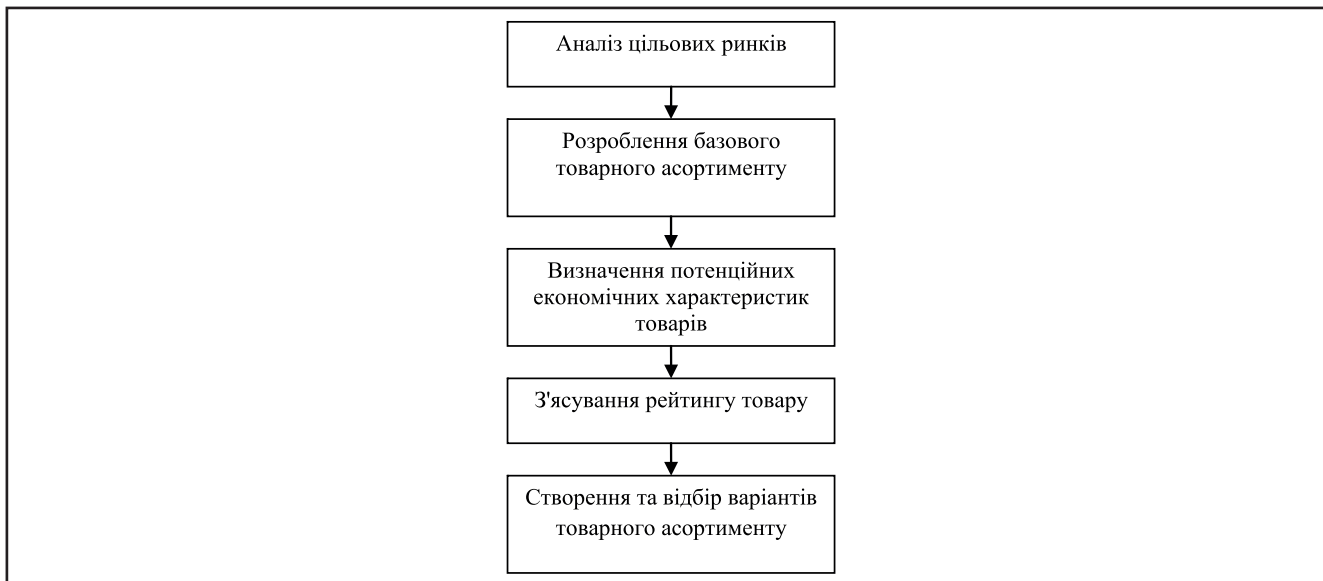 Аналіз цільових ринків
Розроблення базового
товарного асортименту
Визначення потенційних
економічних характеристик
товарів
З'ясування рейтингу товару
Створення та відбір варіантів
товарного асортименту